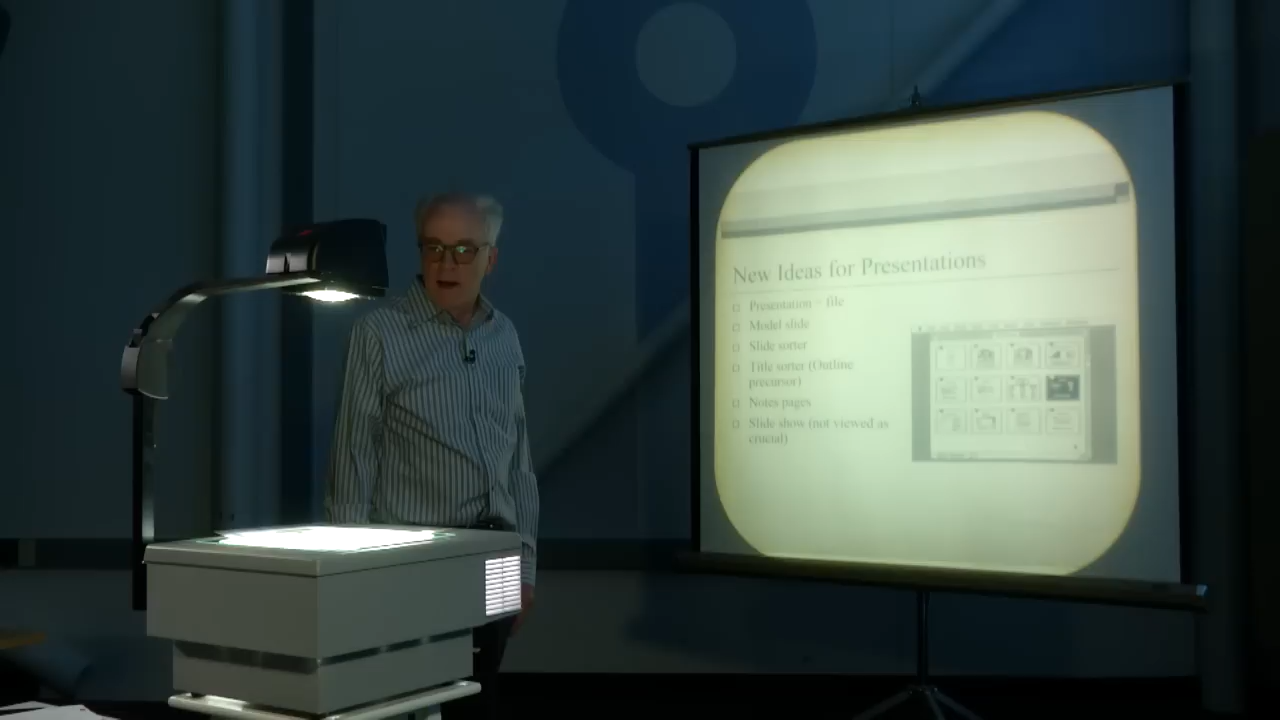 New Ideas for Presentations
Presentation = file
Model slide
Slide sorter
Title sorter (Outline
precursor)
Notes pages
Slide show (not viewed as
crucial)